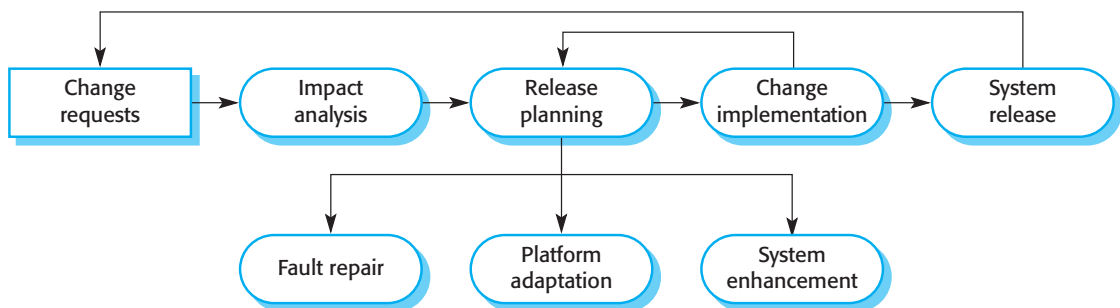 Change
requests
Impact
analysis
Release
planning
Change
implementation
System
release
Fault repair
Platform
adaptation
System
enhancement